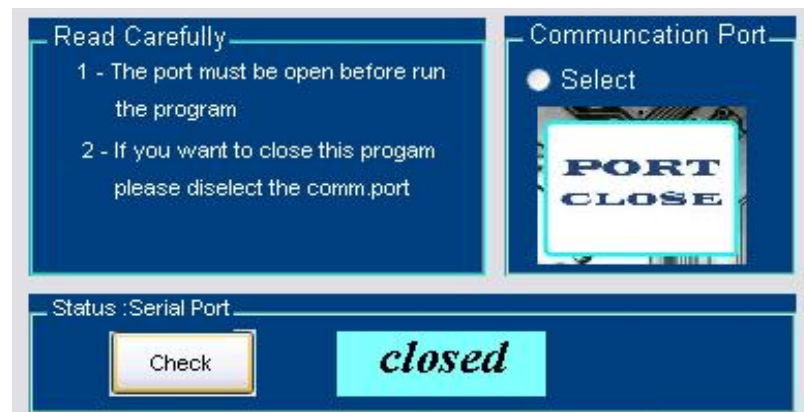 Read Carefully
1 - The port must be open before run
the program
2 - If you want to close this progam
please diselect the comm.port
Communcation Port
Select
PORT
CLOSE
Status :Serial Port
Check
closed